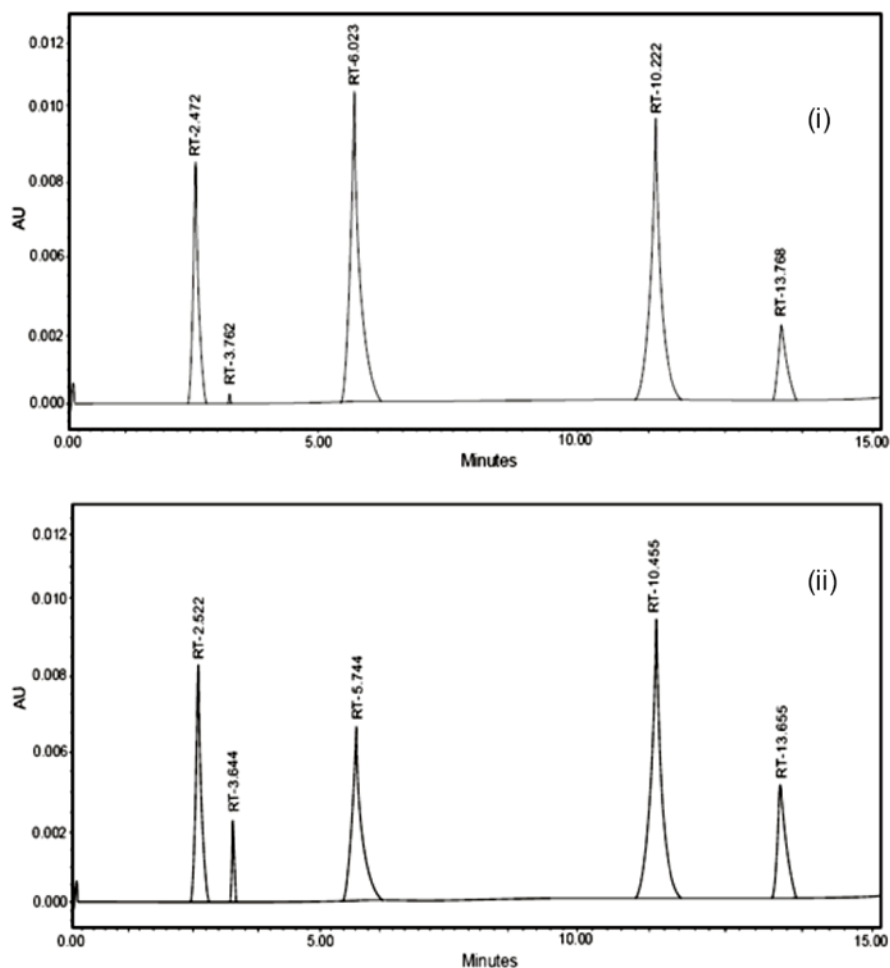 0.012
0.010
0.008
0.006
0.002
0.000
AU
RT-2.472
RT-3.762
RT-6.023
RT-10.222
RT-13.768
(i)
0.00
5.00
10.00
15.00
Minutes
0.012
0.010
0.008
0.006
0.002
0.000
AU
RT-2.522
RT-3.644
RT-5.744
RT-10.455
RT-13.655
(ii)
0.00
5.00
10.00
15.00
Minutes